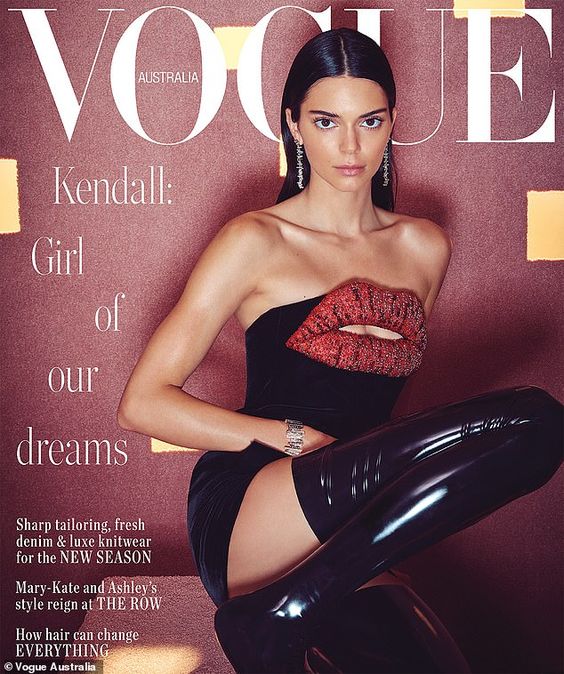 VOGUE
AUSTRALIA
Kendall:
Girl
of
our
dreams
Sharp tailoring, fresh
denim & luxe knitwear
for the NEW SEASON
Mary-Kate and Ashley's
style reign at THE ROW
How hair can change
EVERYTHING
© Vogue Australia